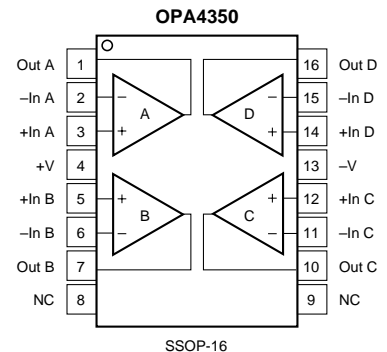 OPA4350
Out A 1 16 Out D
–In A 2 – – 15 –In D
A D
+In A 3 + + 14 +In D
+V 4 13 –V
+In B 5 + + 12 +In C
B C
–In B 6 – – 11 –In C
Out B 7 10 Out C
NC 8 9 NC
SSOP-16